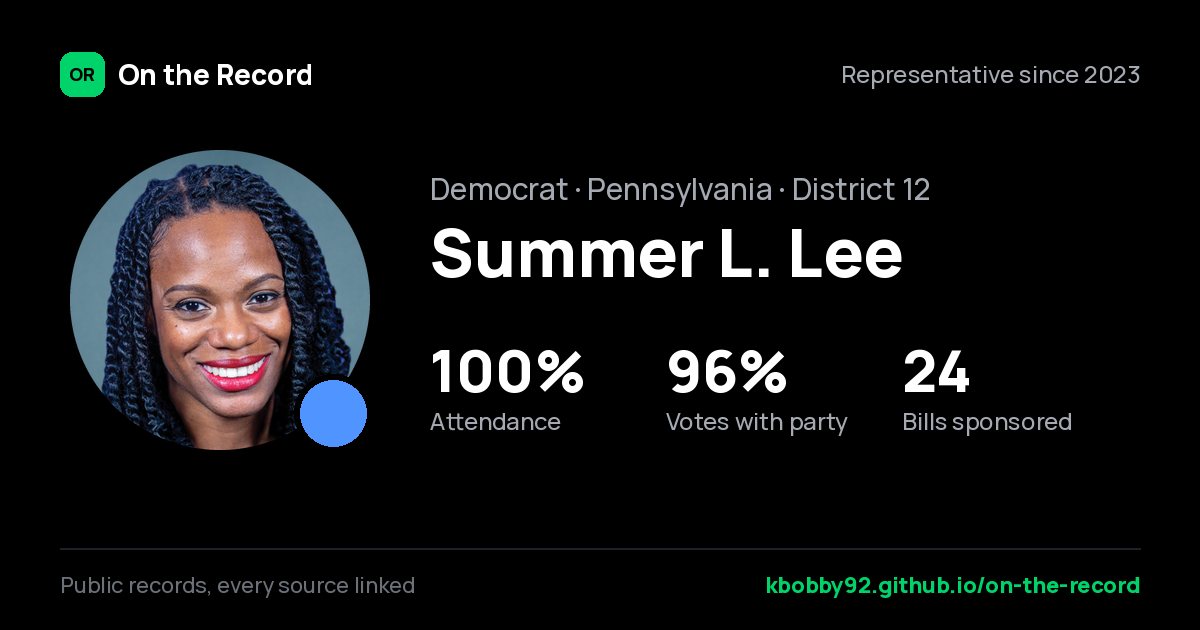 OR On the Record
Representative since 2023
Democrat · Pennsylvania · District 12
Summer L. Lee
100% 96% 24
Attendance Votes with party Bills sponsored
Public records, every source linked
kbobby92.github.io/on-the-record